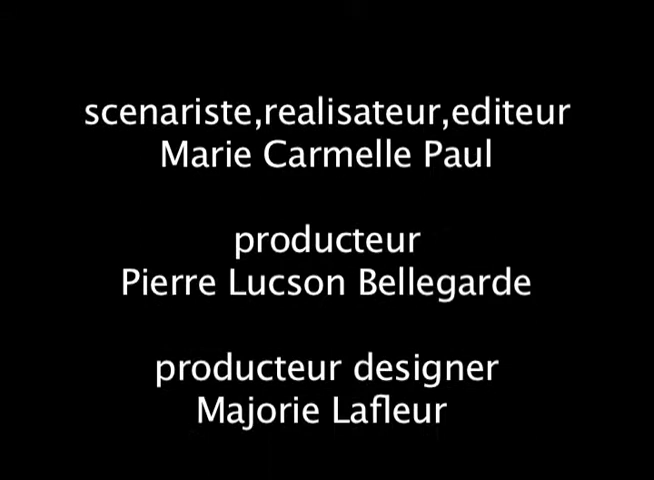 scenariste,realisateur,editeur
Marie Carmelle Paul
producteur
Pierre Lucson Bellegarde
producteur designer
Majorie Lafleur